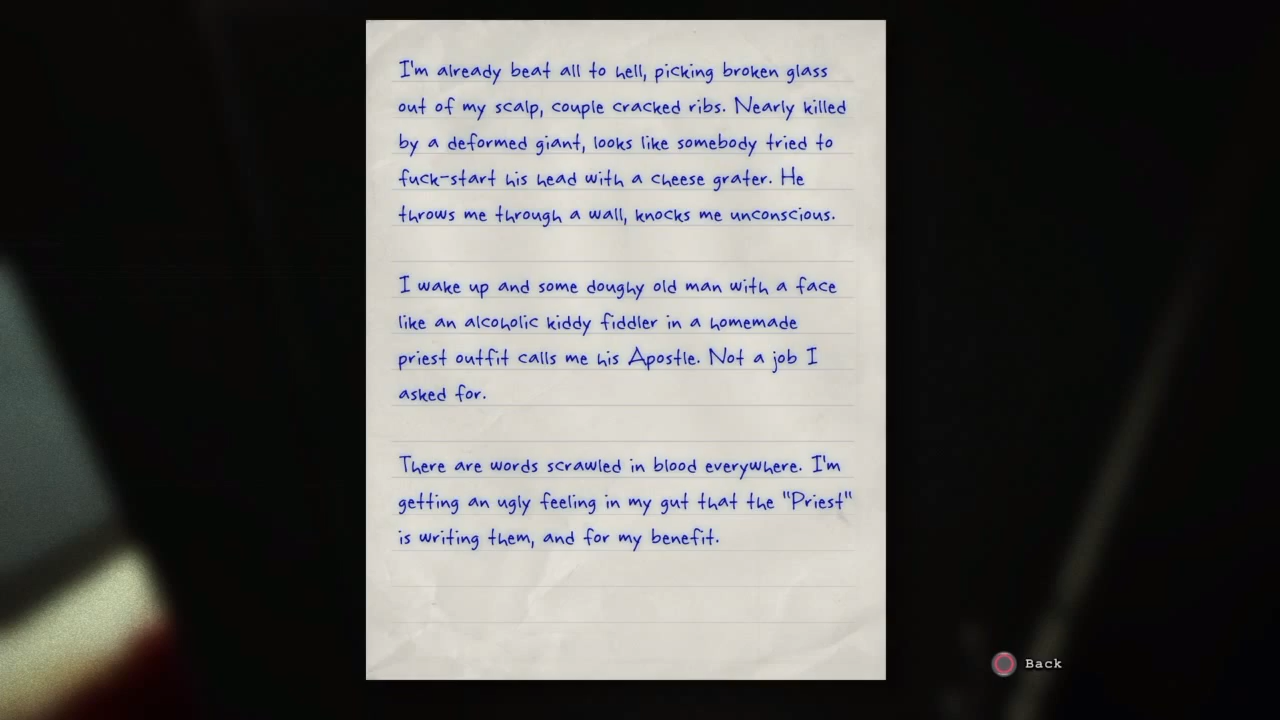 I'm already beat all to hell, picking broken glass
out of my scalp, couple cracked ribs. Nearly killed
by a deformed giant, looks like somebody tried to
fuck-start his head with a cheese grater. He
throws me through a wall, knocks me unconscious.
I wake up and some doughy old man with a face
like an alcoholic kiddy fiddler in a homemade
priest outfit calls me his Apostle. Not a job I
asked for.
There are words scrawled in blood everywhere. I'm
getting an ugly feeling in my gut that the "Priest"
is writing them, and for my benefit.
Back